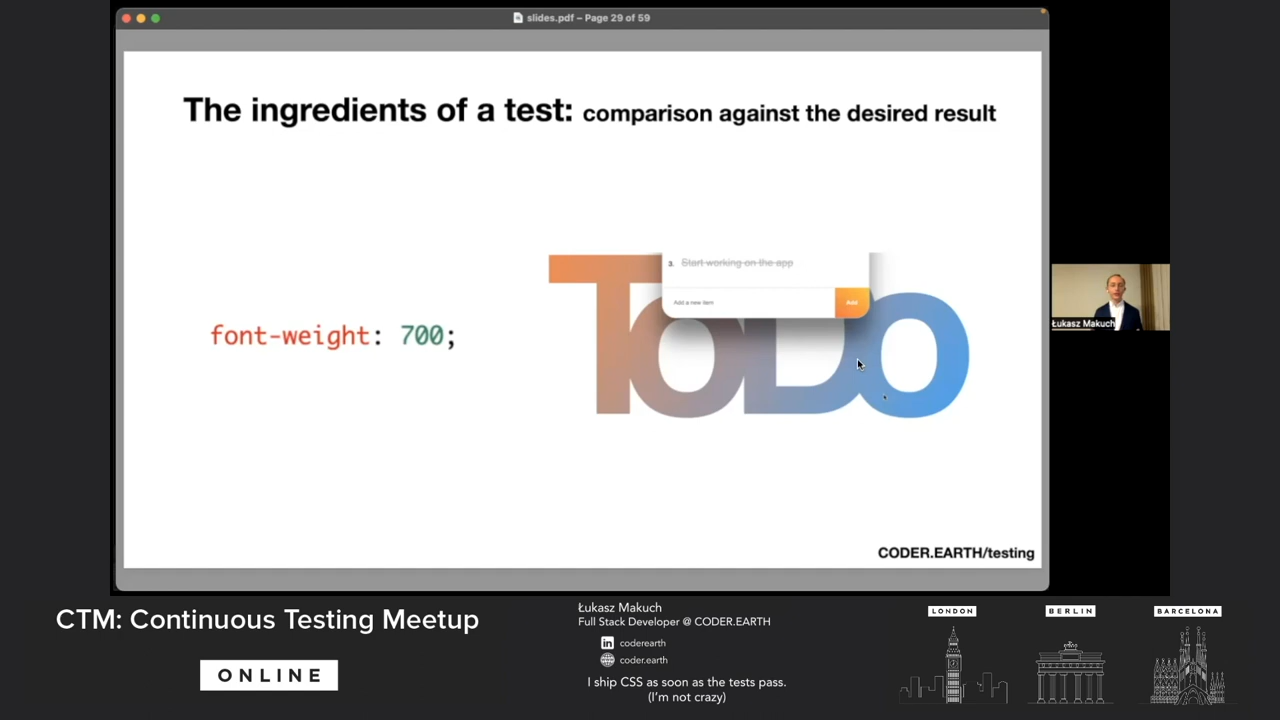 slides.pdf – Page 29 of 59
The ingredients of a test: comparison against the desired result
font-weight: 700;
3. Start working on the app
Add a new item
Add
ToDo
CODER.EARTH/testing
Łukasz Makuch
CTM: Continuous Testing Meetup
ONLINE
Łukasz Makuch
Full Stack Developer @ CODER.EARTH
in coderearth
coder.earth
I ship CSS as soon as the tests pass.
(I'm not crazy)
LONDON
BERLIN
BARCELONA